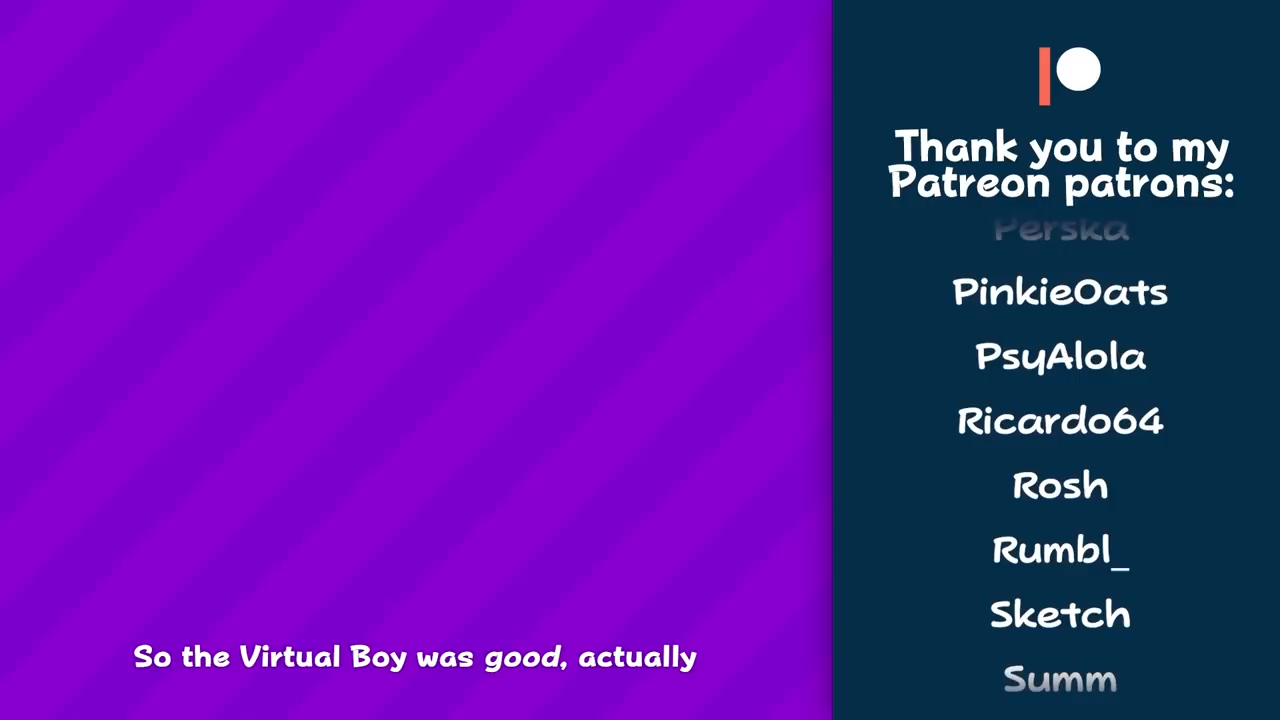 Thank you to my
Patreon patrons:
Perska
PinkieOats
PsyAlola
Ricardo64
Rosh
Rumbl_
Sketch
Summ
So the Virtual Boy was good, actually